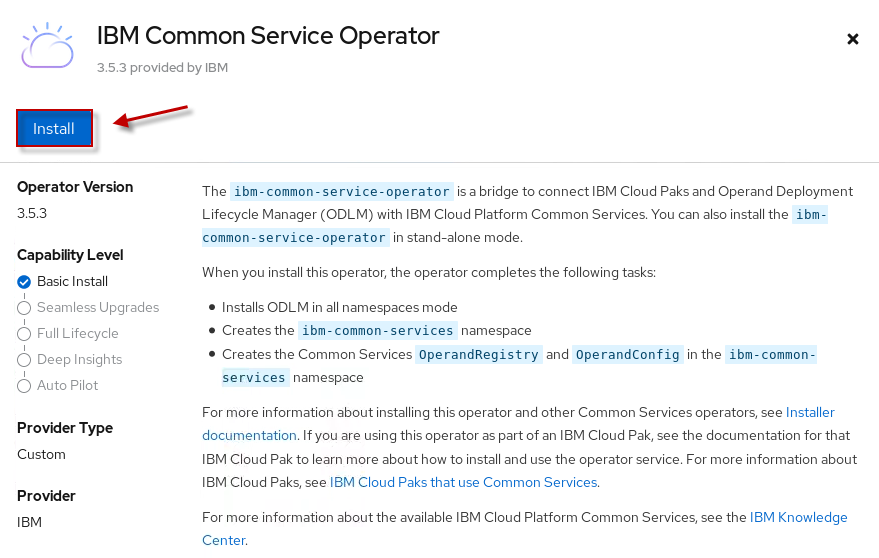 IBM Common Service Operator
3.5.3 provided by IBM
Install
Operator Version
3.5.3
Capability Level
Basic Install
Seamless Upgrades
Full Lifecycle
Deep Insights
Auto Pilot
Provider Type
Custom
Provider
IBM
The ibm-common-service-operator is a bridge to connect IBM Cloud Paks and Operand Deployment
Lifecycle Manager (ODLM) with IBM Cloud Platform Common Services. You can also install the ibm-
common-service-operator in stand-alone mode.
When you install this operator, the operator completes the following tasks:
• Installs ODLM in all namespaces mode
• Creates the ibm-common-services namespace
• Creates the Common Services OperandRegistry and OperandConfig in the ibm-common-
services namespace
For more information about installing this operator and other Common Services operators, see Installer
documentation. If you are using this operator as part of an IBM Cloud Pak, see the documentation for that
IBM Cloud Pak to learn more about how to install and use the operator service. For more information about
IBM Cloud Paks, see IBM Cloud Paks that use Common Services.
For more information about the available IBM Cloud Platform Common Services, see the IBM Knowledge
Center.